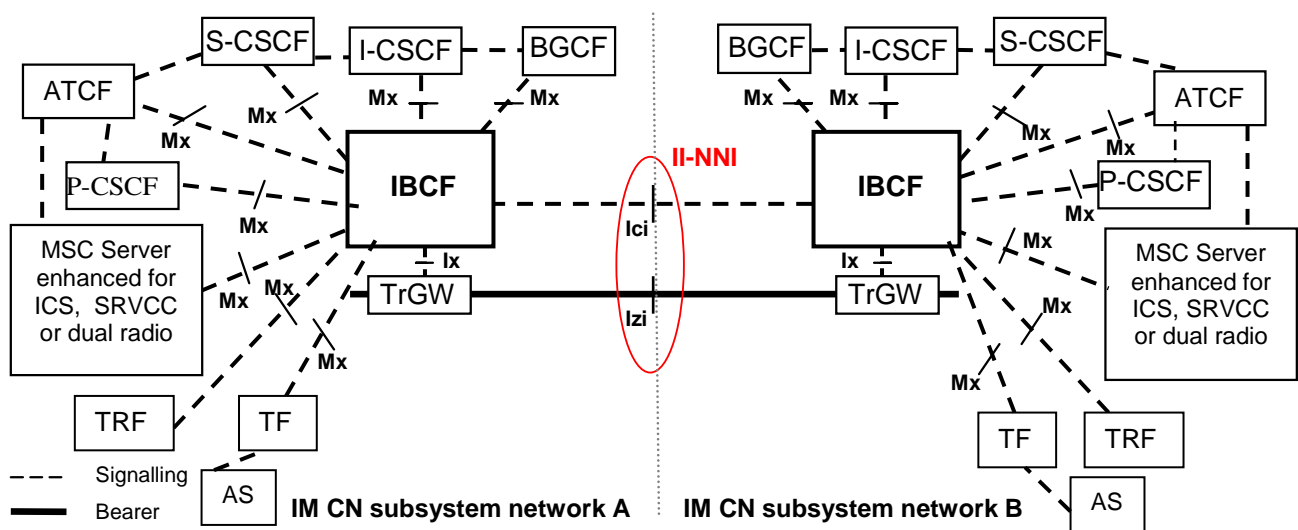 S-CSCF
I-CSCF
BGCF
ATCF
Mx
Mx
Mx
Mx
P-CSCF
IBCF
Mx
MSC Server
enhanced for
ICS, SRVCC
or dual radio
Mx
Mx
Mx
Ix
TrGW
TRF
TF
AS
Signalling
Bearer
IM CN subsystem network A
II-NNI
Ici
Izi
BGCF
I-CSCF
S-CSCF
ATCF
Mx
Mx
Mx
Mx
IBCF
P-CSCF
Mx
Mx
MSC Server
enhanced for
ICS, SRVCC
or dual radio
Ix
TrGW
Mx
Mx
TF
TRF
AS
IM CN subsystem network B